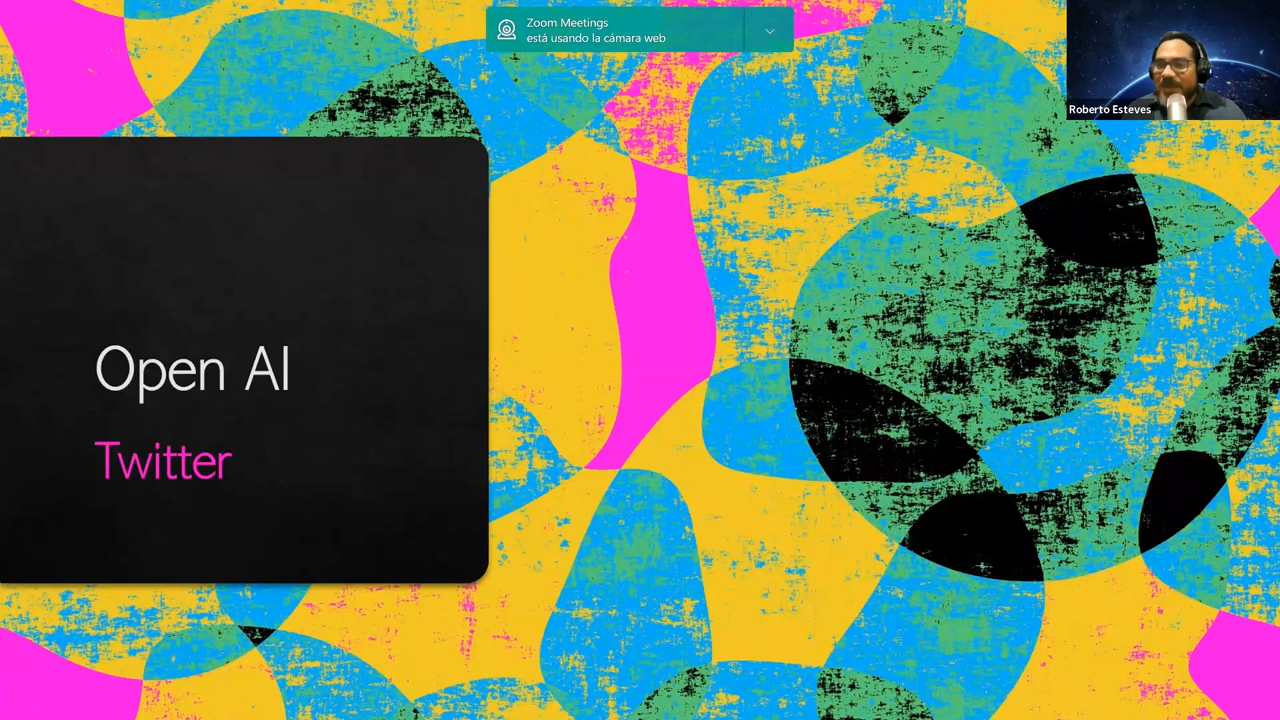 Zoom Meetings
está usando la cámara web
Roberto Esteves
Open AI
Twitter